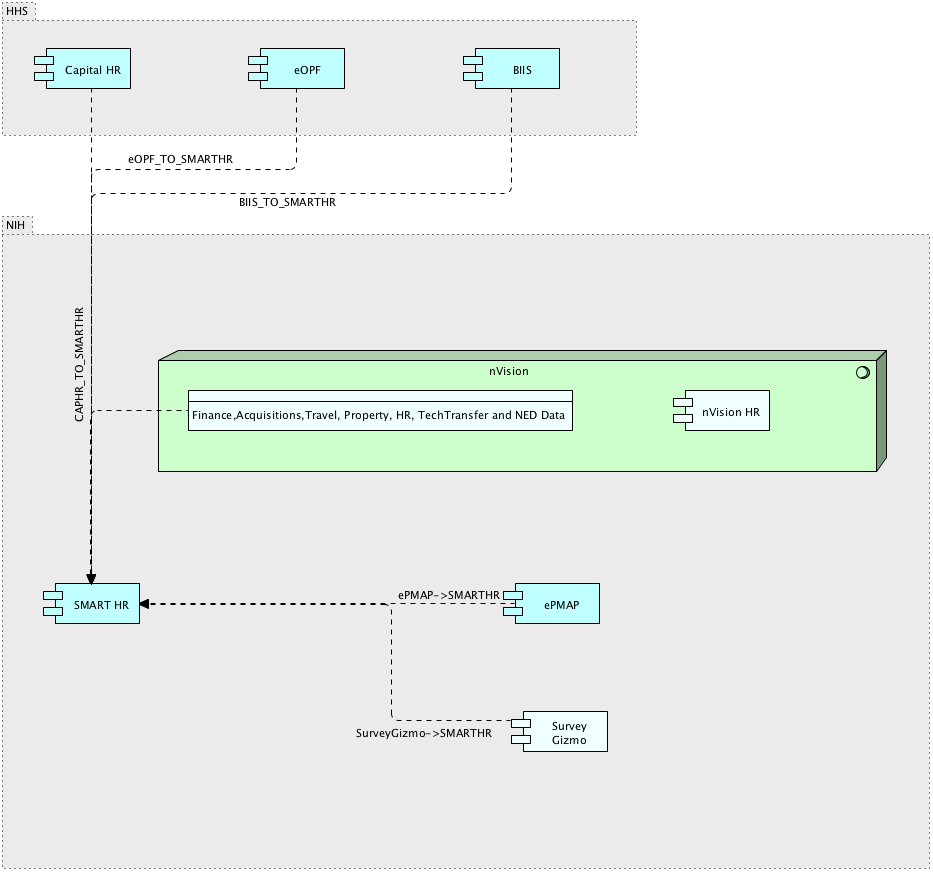 HHS
Capital HR
eOPF
BIIS
eOPF_TO_SMARTHR
BIIS_TO_SMARTHR
NIH
CAPHR_TO_SMARTHR
nVision
Finance,Acquisitions,Travel, Property, HR, TechTransfer and NED Data
nVision HR
SMART HR
ePMAP->SMARTHR
ePMAP
SurveyGizmo->SMARTHR
Survey
Gizmo